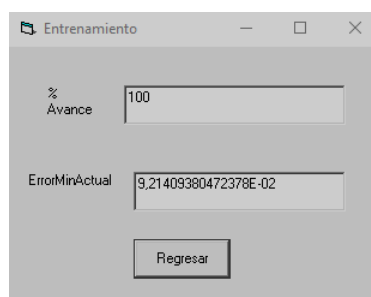 Entrenamiento
%
Avance
100
ErrorMinActual
9,21409380472378E-02
Regresar